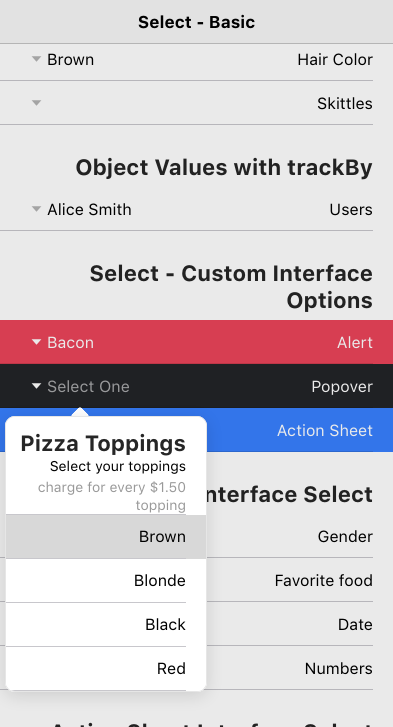 Select - Basic
Hair Color
Brown
Skittles
Object Values with trackBy
Users
Alice Smith
Select - Custom Interface
Options
Alert
Bacon
Popover
Select One
Action Sheet
Pizza Toppings
Select your toppings
charge for every $1.50
topping
Brown
Blonde
Black
Red
nterface Select
Gender
Favorite food
Date
Numbers